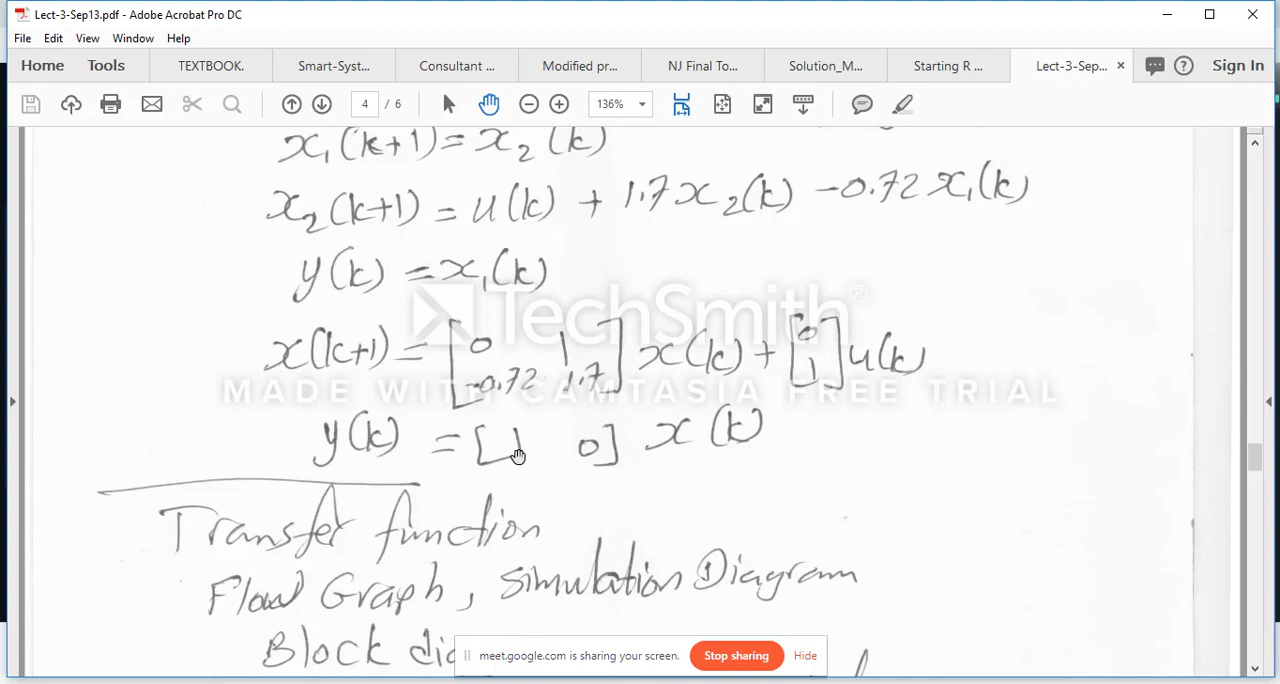 Lect-3-Sep13.pdf - Adobe Acrobat Pro DC
File Edit View Window Help
Home Tools TEXTBOOK. Smart-Syst... Consultant ... Modified pr... NJ Final To... Solution_M... Starting R ... Lect-3-Sep... × Sign In
4 / 6 136%
x₁(k+1) = x₂(k)
x₂(k+1) = u(k) + 1.7x₂(k) -0.72x₁(k)
y(k) = x₁(k)
x(k+1) = [0 1; -0.72 1.7] x(k) + [0; 1] u(k)
TechSmith®
MADE WITH CAMTASIA FREE TRIAL
y(k) = [1 0] x(k)
Transfer function
Flow Graph, simulation Diagram
Block
meet.google.com is sharing your screen. Stop sharing Hide